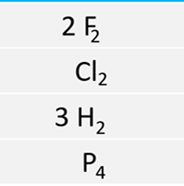 2 F₂
Cl₂
3 H₂
P₄